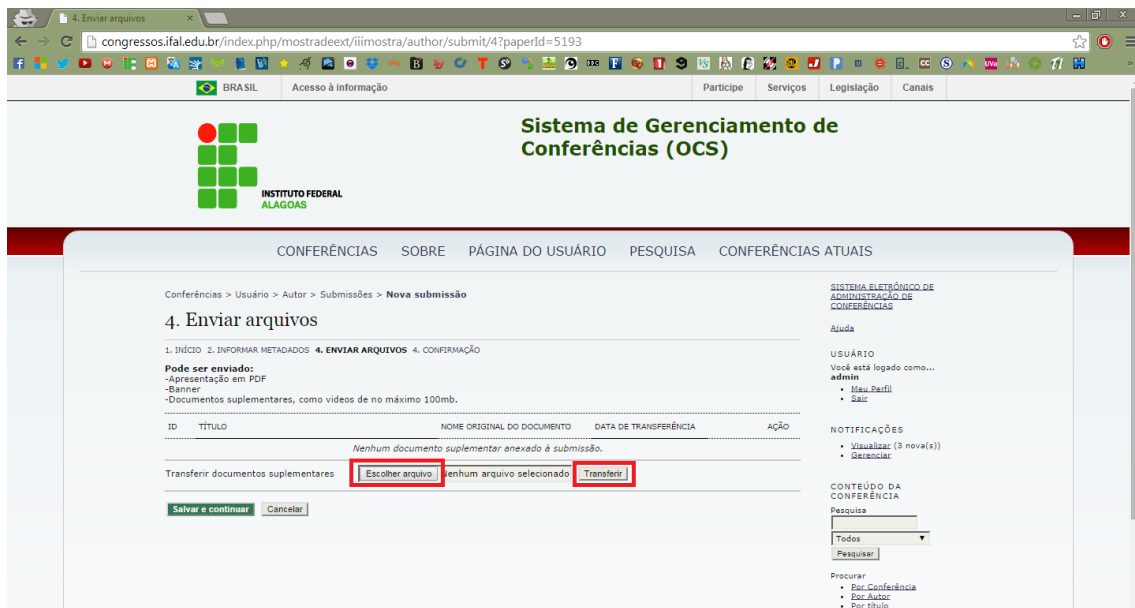 4. Enviar arquivos
congressos.ifal.edu.br/index.php/mostradeext/iiimostra/author/submit/4?paperId=5193
BRASIL Acesso à informação Participe Serviços Legislação Canais
Sistema de Gerenciamento de
Conferências (OCS)
INSTITUTO FEDERAL
ALAGOAS
CONFERÊNCIAS SOBRE PÁGINA DO USUÁRIO PESQUISA CONFERÊNCIAS ATUAIS
Conferências > Usuário > Autor > Submissões > Nova submissão
4. Enviar arquivos
1. INÍCIO 2. INFORMAR METADADOS 4. ENVIAR ARQUIVOS 4. CONFIRMAÇÃO
Pode ser enviado:
-Apresentação em PDF
-Banner
-Documentos suplementares, como videos de no máximo 100mb.
ID TÍTULO NOME ORIGINAL DO DOCUMENTO DATA DE TRANSFERÊNCIA AÇÃO
Nenhum documento suplementar anexado à submissão.
Transferir documentos suplementares Escolher arquivo Nenhum arquivo selecionado Transferir
Salvar e continuar Cancelar
SISTEMA ELETRÔNICO DE
ADMINISTRAÇÃO DE
CONFERÊNCIAS
Ajuda
USUÁRIO
Você está logado como...
admin
Meu Perfil
Sair
NOTIFICAÇÕES
Visualizar (3 nova(s))
Gerenciar
CONTEÚDO DA
CONFERÊNCIA
Pesquisa
Todos
Pesquisar
Procurar
Por Conferência
Por Autor
Por título